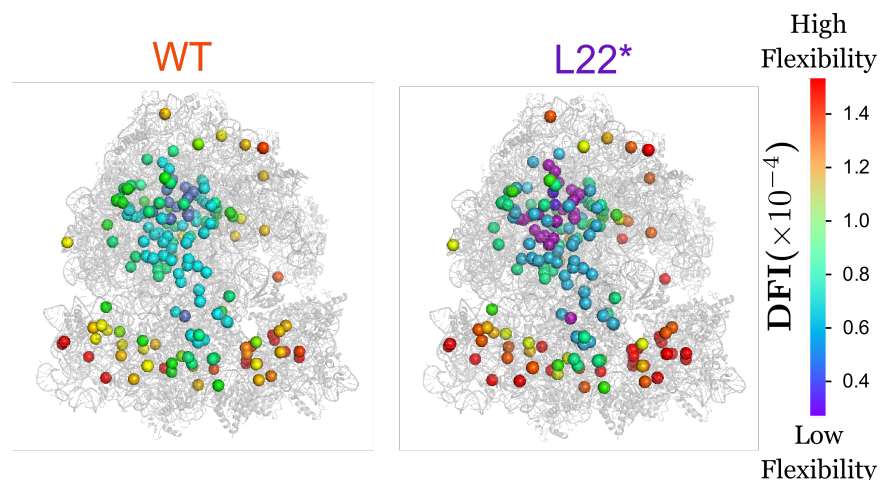 WT
L22*
High
Flexibility
1.4
1.2
1.0
0.8
0.6
0.4
DFI(×10⁻⁴)
Low
Flexibility